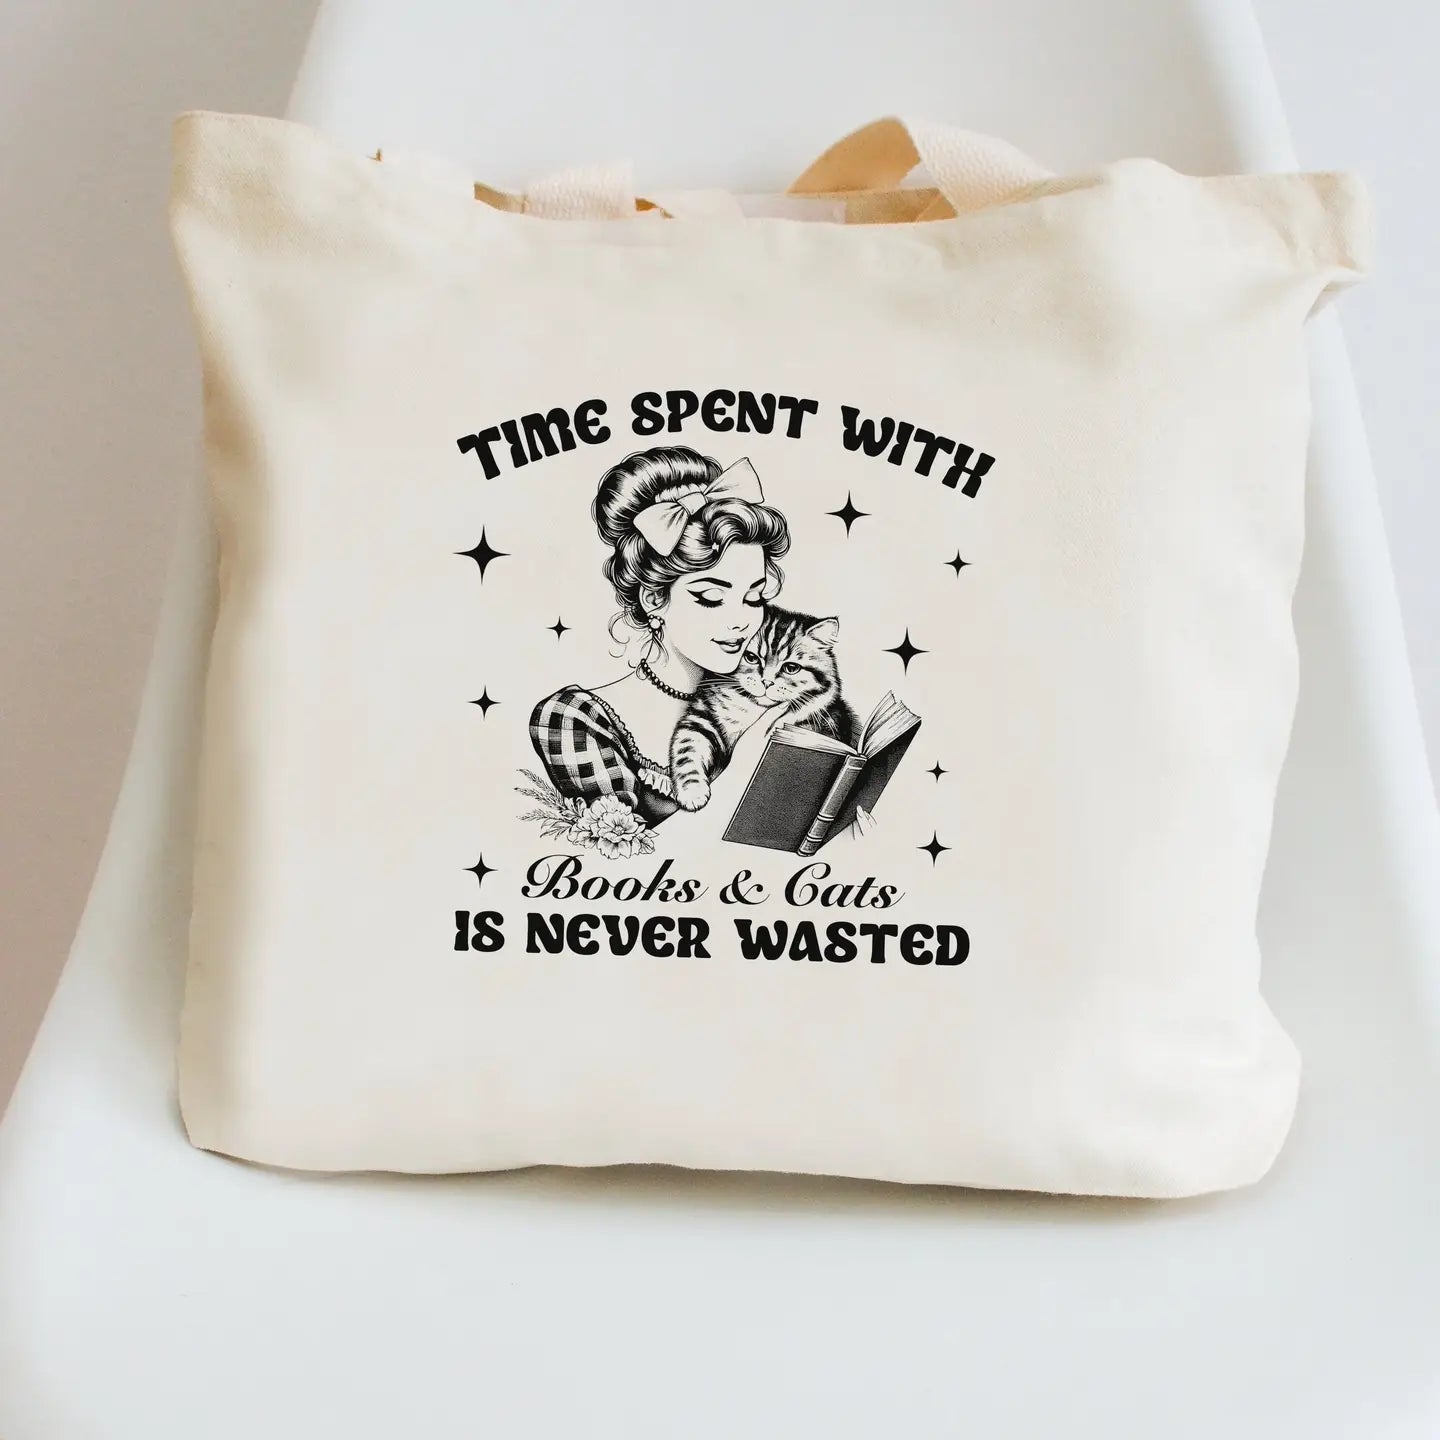 TIME SPENT WITH
Books & Cats
IS NEVER WASTED